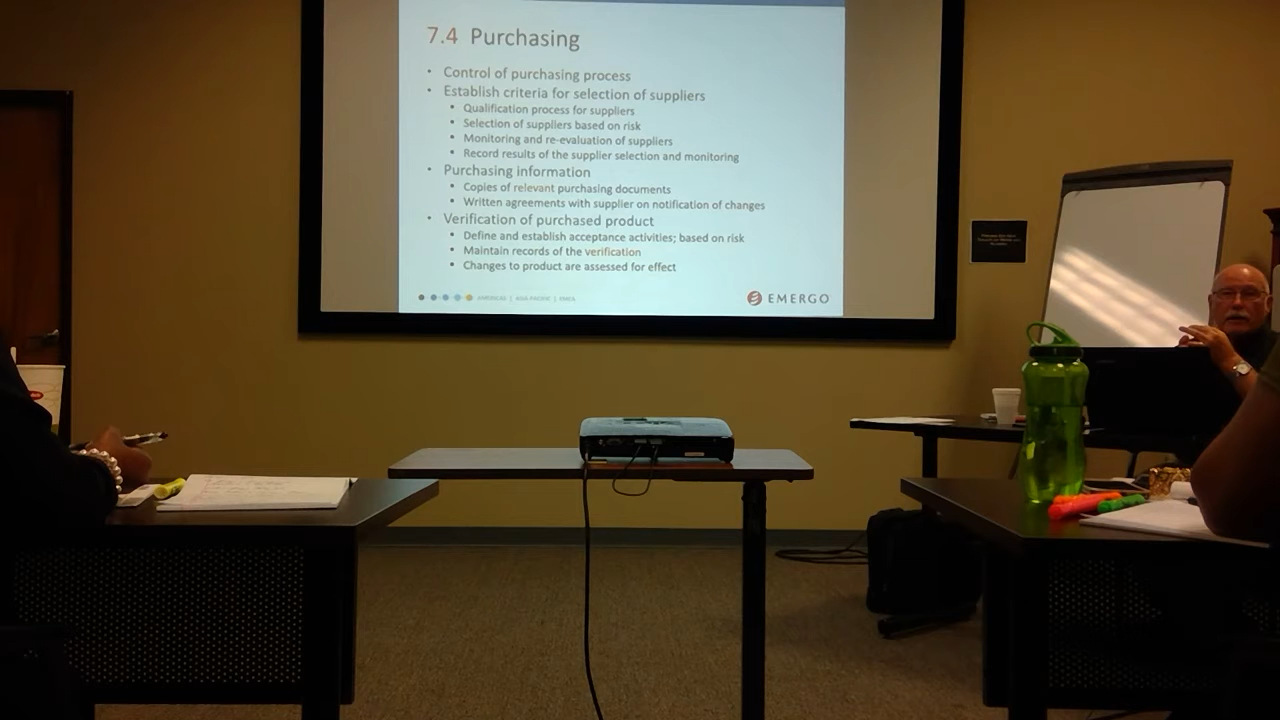 7.4 Purchasing
• Control of purchasing process
• Establish criteria for selection of suppliers
▪ Qualification process for suppliers
▪ Selection of suppliers based on risk
▪ Monitoring and re-evaluation of suppliers
▪ Record results of the supplier selection and monitoring
• Purchasing information
▪ Copies of relevant purchasing documents
▪ Written agreements with supplier on notification of changes
• Verification of purchased product
▪ Define and establish acceptance activities; based on risk
▪ Maintain records of the verification
▪ Changes to product are assessed for effect
AMERICAS | ASIA PACIFIC | EMEA
EMERGO